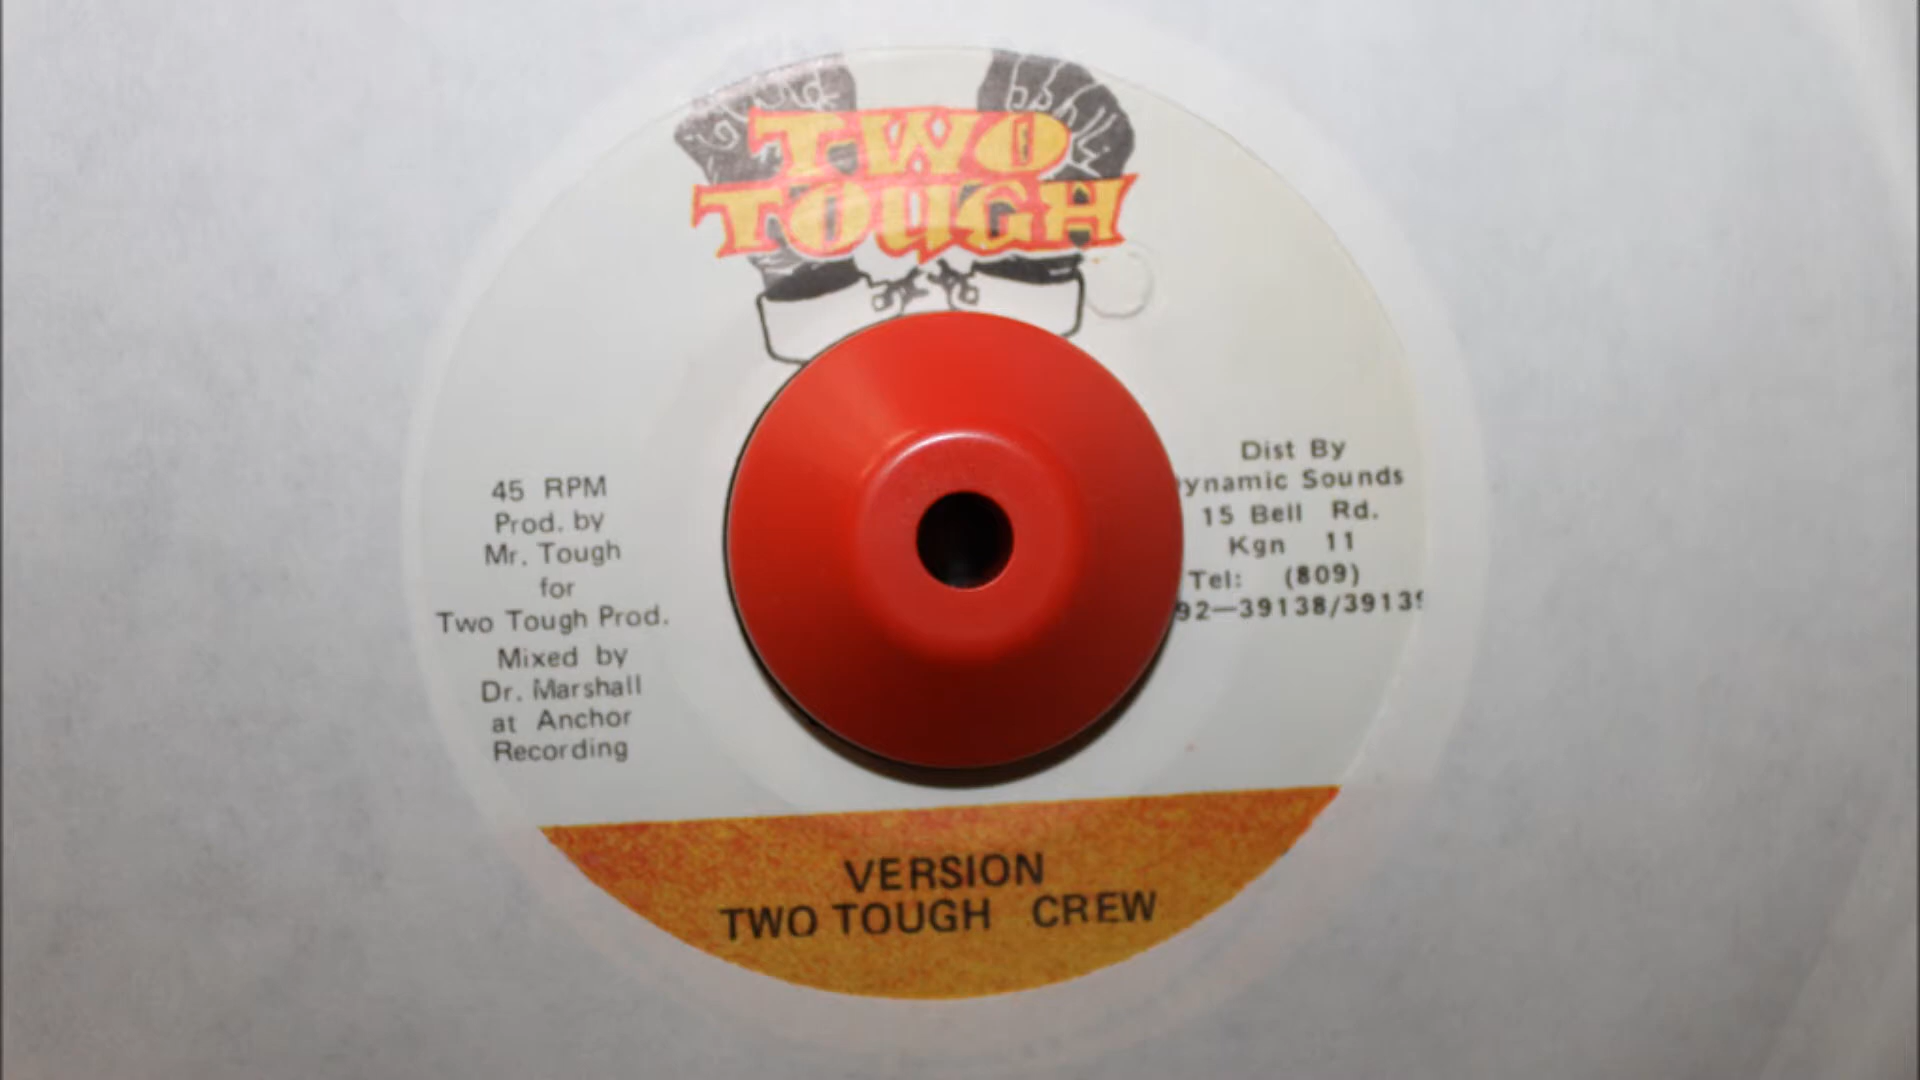 TWO
TOUGH
45 RPM
Prod. by
Mr. Tough
for
Two Tough Prod.
Mixed by
Dr. Marshall
at Anchor
Recording
Dist By
ynamic Sounds
15 Bell Rd.
Kgn 11
Tel: (809)
92—39138/39139
VERSION
TWO TOUGH CREW